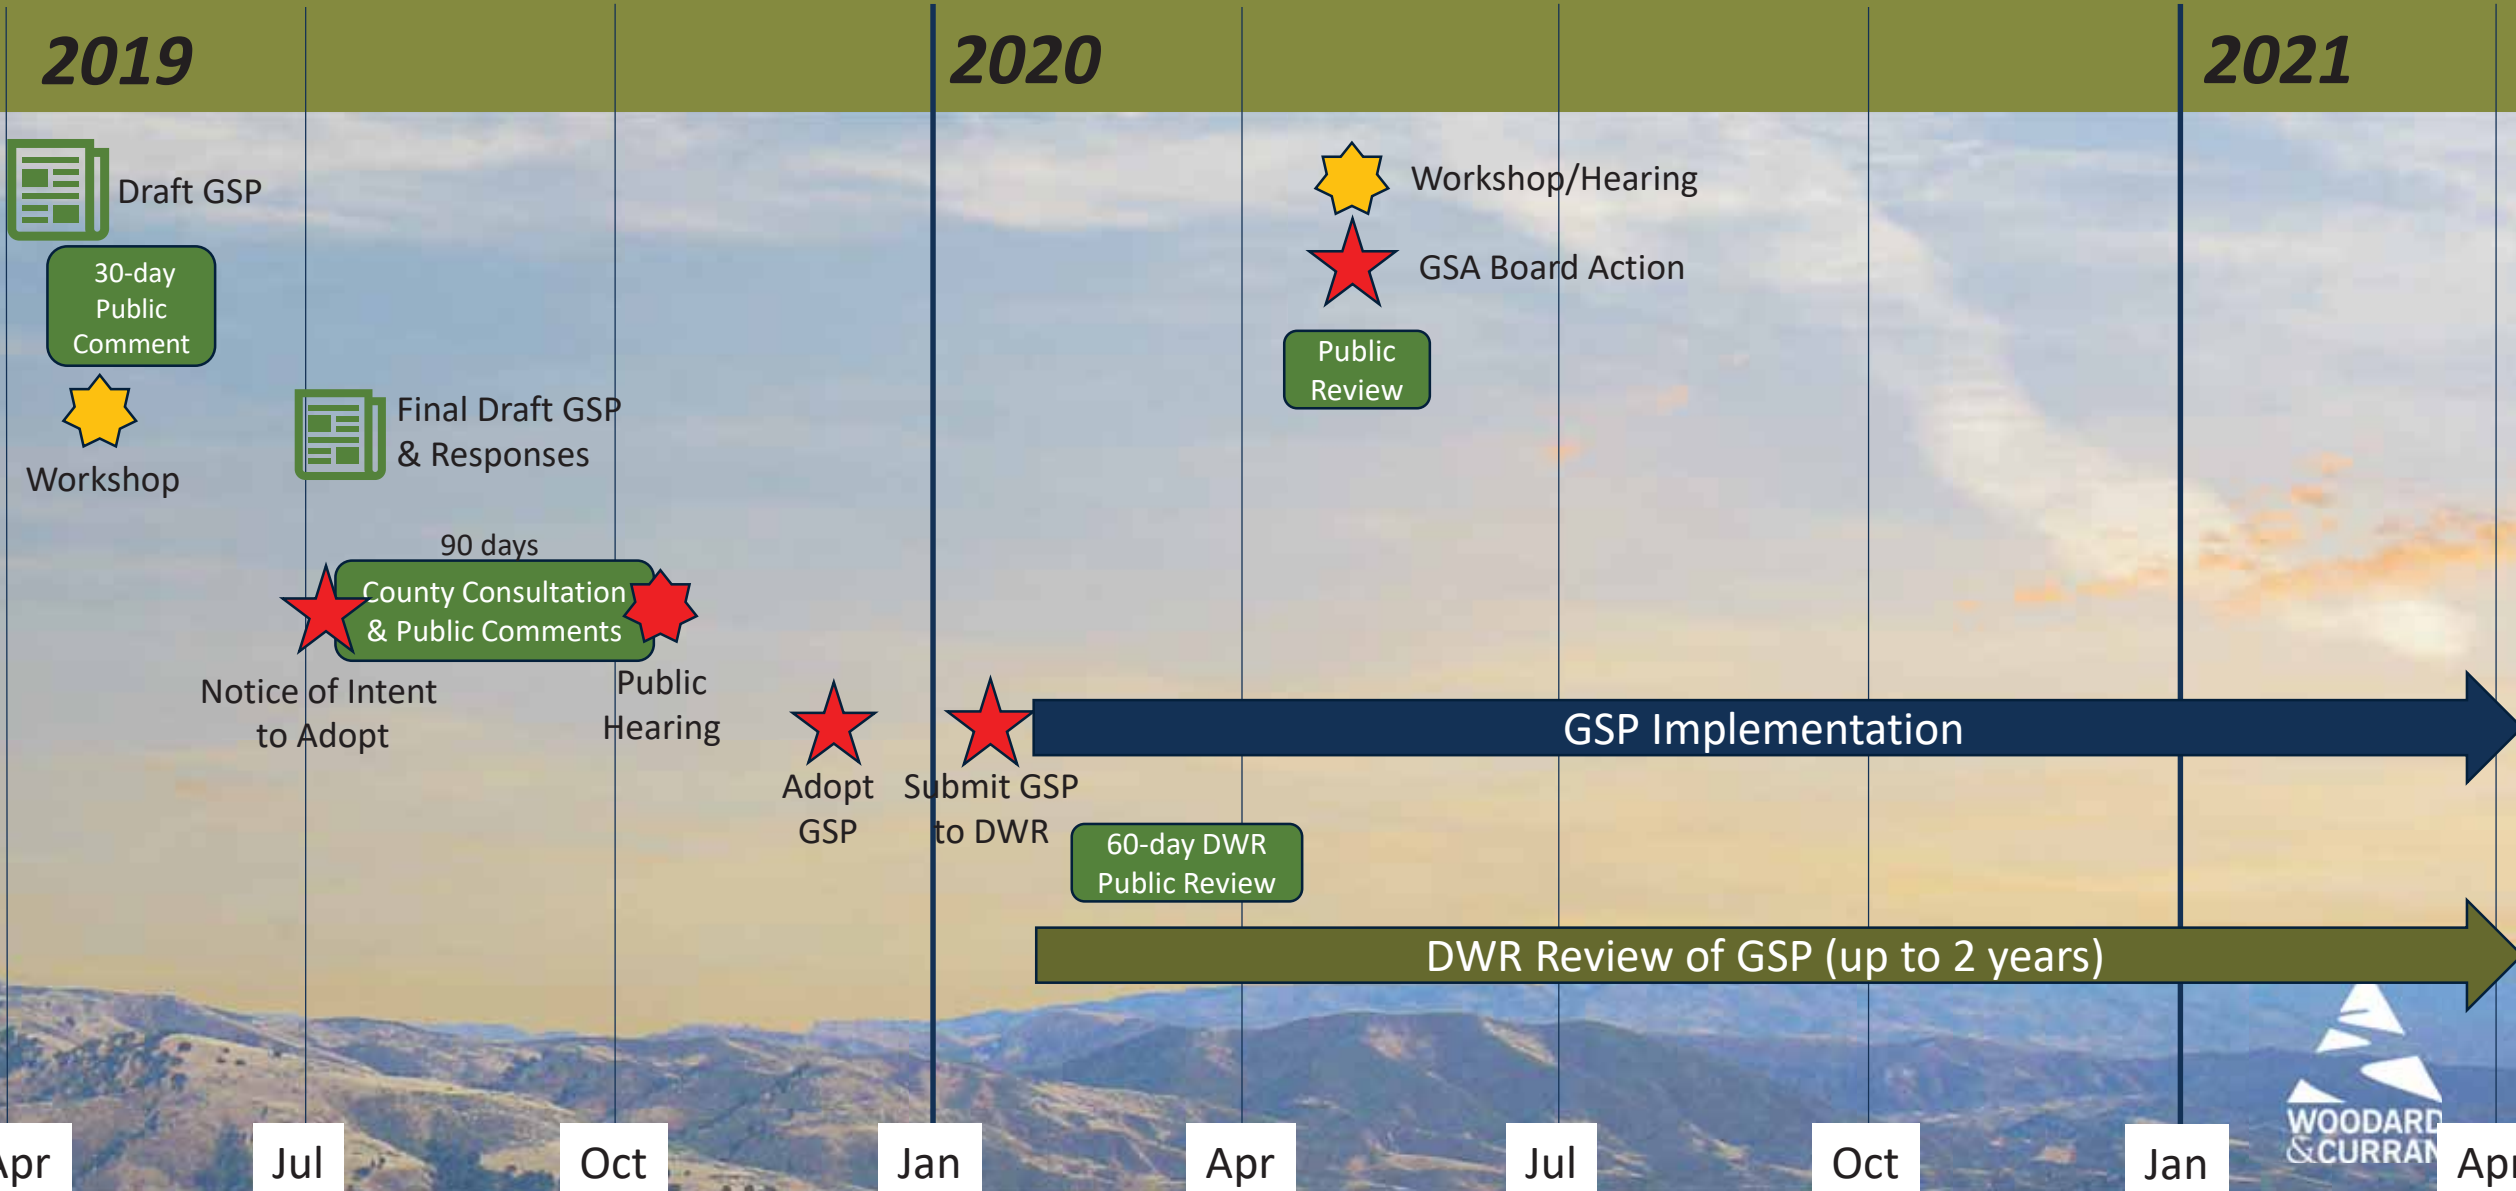 2019
2020
2021
Draft GSP
30-day
Public
Comment
Workshop
Final Draft GSP
& Responses
90 days
County Consultation
& Public Comments
Notice of Intent
to Adopt
Public
Hearing
Adopt
GSP
Submit GSP
to DWR
Workshop/Hearing
GSA Board Action
Public
Review
GSP Implementation
60-day DWR
Public Review
DWR Review of GSP (up to 2 years)
WOODARD
&CURRAN
Apr
Jul
Oct
Jan
Apr
Jul
Oct
Jan
Apr